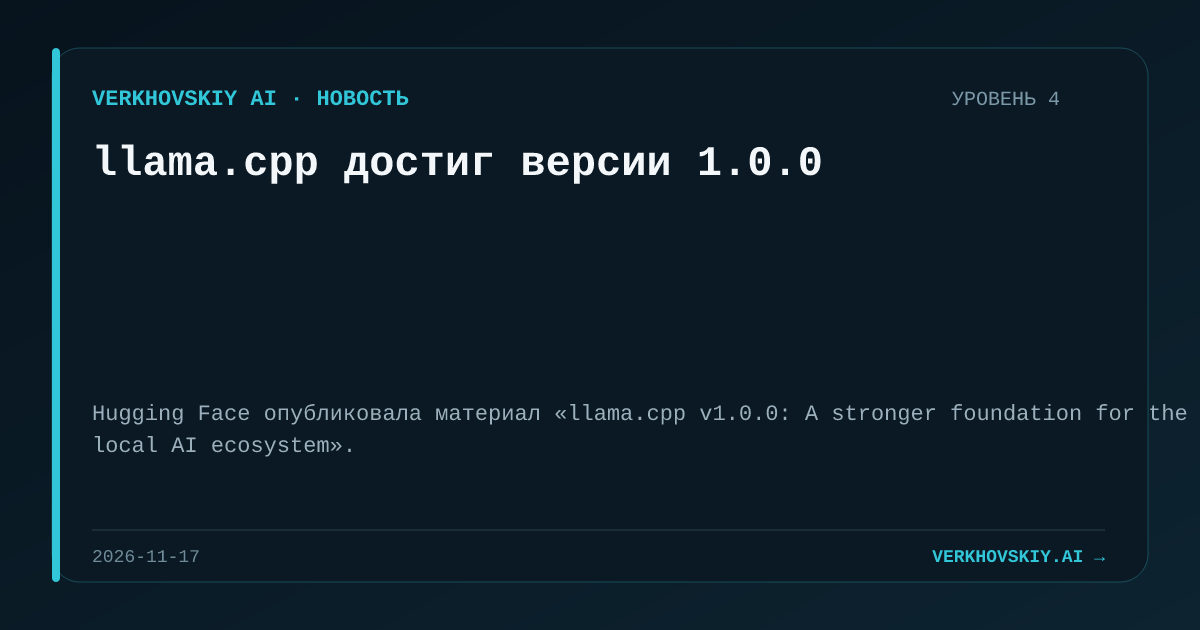 VERKHOVSKIY AI · НОВОСТЬ
УРОВЕНЬ 4
llama.cpp достиг версии 1.0.0
Hugging Face опубликовала материал «llama.cpp v1.0.0: A stronger foundation for the
local AI ecosystem».
2026-11-17
VERKHOVSKIY.AI →